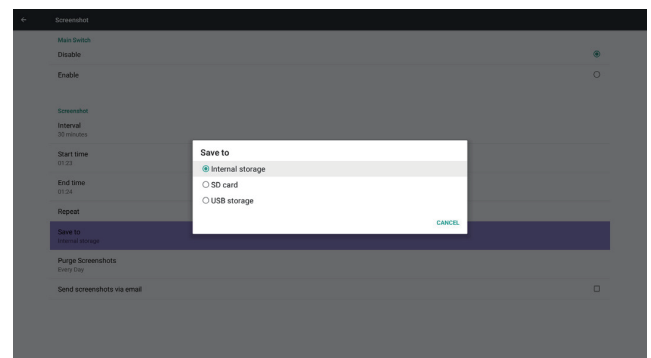 Screenshot
Main Switch
Disable
Enable
Screenshot
Interval
30 minutes
Start time
01:23
End time
01:24
Repeat
Save to
Internal storage
Purge Screenshots
Every Day
Send screenshots via email
Save to
Internal storage
SD card
USB storage
CANCEL